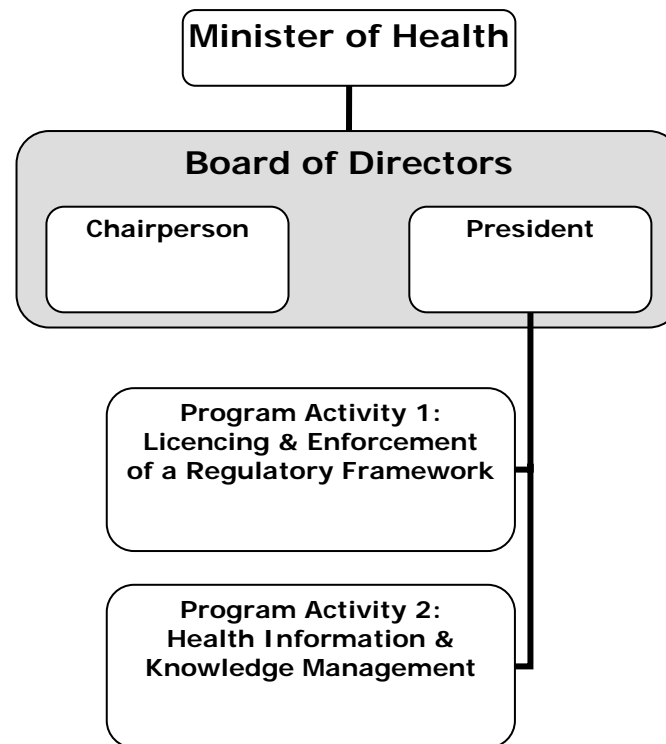 Minister of Health
Board of Directors
Chairperson
President
Program Activity 1:
Licencing & Enforcement
of a Regulatory Framework
Program Activity 2:
Health Information &
Knowledge Management